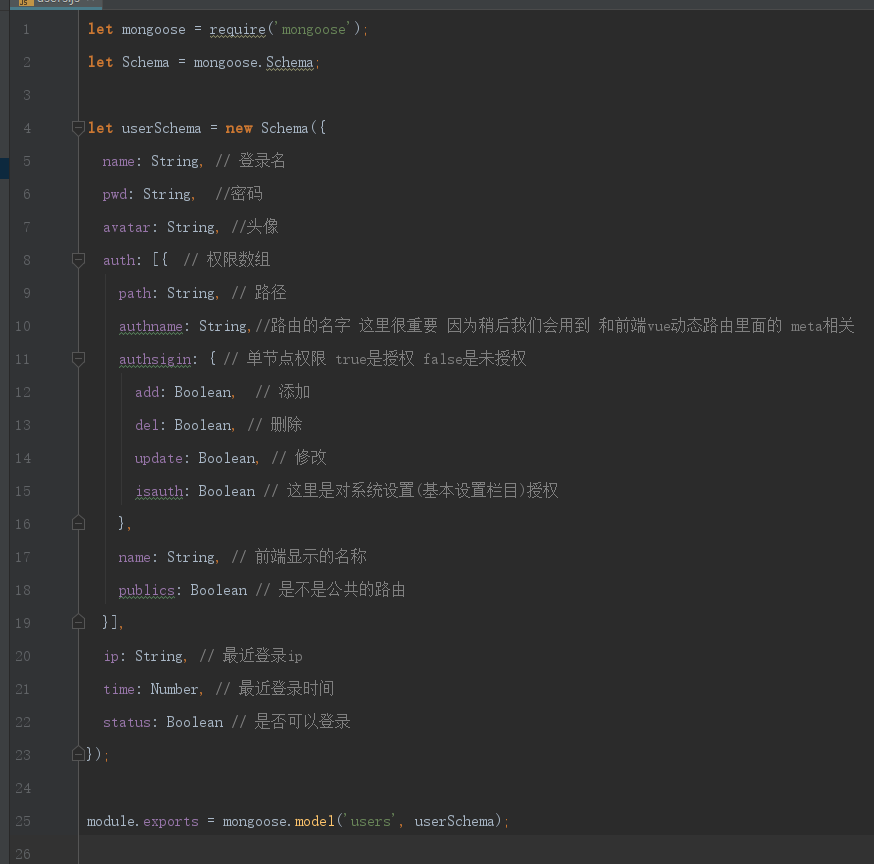 1 let mongoose = require('mongoose');
2 let Schema = mongoose.Schema;
3
4 let userSchema = new Schema({
5 name: String, // 登录名
6 pwd: String, //密码
7 avatar: String, //头像
8 auth: [{ // 权限数组
9 path: String, // 路径
10 authname: String,//路由的名字 这里很重要 因为稍后我们会用到 和前端vue动态路由里面的 meta相关
11 authsigin: { // 单节点权限 true是授权 false是未授权
12 add: Boolean, // 添加
13 del: Boolean, // 删除
14 update: Boolean, // 修改
15 isauth: Boolean // 这里是对系统设置(基本设置栏目)授权
16 },
17 name: String, // 前端显示的名称
18 publics: Boolean // 是不是公共的路由
19 }],
20 ip: String, // 最近登录ip
21 time: Number, // 最近登录时间
22 status: Boolean // 是否可以登录
23 });
24
25 module.exports = mongoose.model('users', userSchema);
26